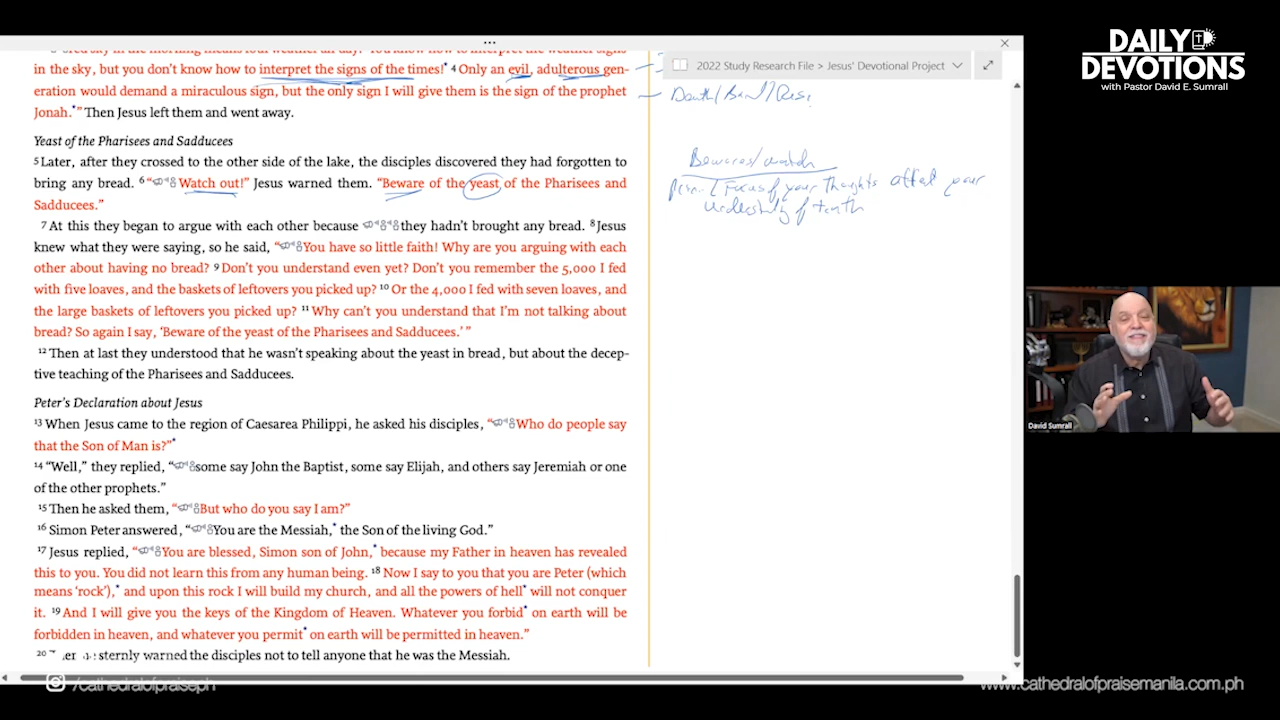 DAILY
DEVOTIONS
with Pastor David E. Sumrall
in the sky, but you don't know how to interpret the signs of the times!* 4 Only an evil, adulterous gen-
eration would demand a miraculous sign, but the only sign I will give them is the sign of the prophet
Jonah.*" Then Jesus left them and went away.
Yeast of the Pharisees and Sadducees
5 Later, after they crossed to the other side of the lake, the disciples discovered they had forgotten to
bring any bread. 6 "Watch out!" Jesus warned them. "Beware of the yeast of the Pharisees and
Sadducees."
7 At this they began to argue with each other because they hadn't brought any bread. 8 Jesus
knew what they were saying, so he said, "You have so little faith! Why are you arguing with each
other about having no bread? 9 Don't you understand even yet? Don't you remember the 5,000 I fed
with five loaves, and the baskets of leftovers you picked up? 10 Or the 4,000 I fed with seven loaves, and
the large baskets of leftovers you picked up? 11 Why can't you understand that I'm not talking about
bread? So again I say, 'Beware of the yeast of the Pharisees and Sadducees.'"
12 Then at last they understood that he wasn't speaking about the yeast in bread, but about the decep-
tive teaching of the Pharisees and Sadducees.
Peter's Declaration about Jesus
13 When Jesus came to the region of Caesarea Philippi, he asked his disciples, "Who do people say
that the Son of Man is?"*
14 "Well," they replied, "some say John the Baptist, some say Elijah, and others say Jeremiah or one
of the other prophets."
15 Then he asked them, "But who do you say I am?"
16 Simon Peter answered, "You are the Messiah,* the Son of the living God."
17 Jesus replied, "You are blessed, Simon son of John,* because my Father in heaven has revealed
this to you. You did not learn this from any human being. 18 Now I say to you that you are Peter (which
means 'rock'),* and upon this rock I will build my church, and all the powers of hell* will not conquer
it. 19 And I will give you the keys of the Kingdom of Heaven. Whatever you forbid* on earth will be
forbidden in heaven, and whatever you permit* on earth will be permitted in heaven."
20 sternly warned the disciples not to tell anyone that he was the Messiah.
2022 Study Research File > Jesus' Devotional Project
Death/
/watch
Focus of your thoughts affect your
of truth
David Sumrall
/cathedralofpraiseph
www.cathedralofpraisemanila.com.ph